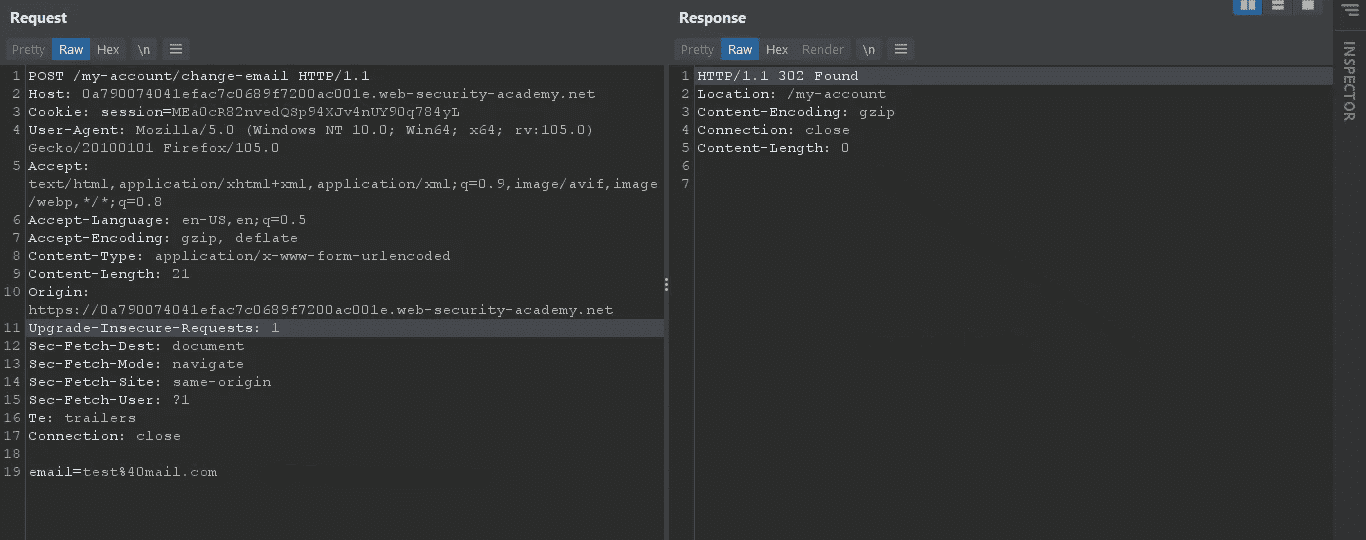 Request
Pretty Raw Hex \n
1 POST /my-account/change-email HTTP/1.1
2 Host: 0a790074041efac7c0689f7200ac001e.web-security-academy.net
3 Cookie: session=MEa0cR82nvedQSp94XJv4nUY90q784yL
4 User-Agent: Mozilla/5.0 (Windows NT 10.0; Win64; x64; rv:105.0)
Gecko/20100101 Firefox/105.0
5 Accept:
text/html,application/xhtml+xml,application/xml;q=0.9,image/avif,image
/webp,*/*;q=0.8
6 Accept-Language: en-US,en;q=0.5
7 Accept-Encoding: gzip, deflate
8 Content-Type: application/x-www-form-urlencoded
9 Content-Length: 21
10 Origin:
https://0a790074041efac7c0689f7200ac001e.web-security-academy.net
11 Upgrade-Insecure-Requests: 1
12 Sec-Fetch-Dest: document
13 Sec-Fetch-Mode: navigate
14 Sec-Fetch-Site: same-origin
15 Sec-Fetch-User: ?1
16 Te: trailers
17 Connection: close
18
19 email=test%40mail.com
Response
Pretty Raw Hex Render \n
1 HTTP/1.1 302 Found
2 Location: /my-account
3 Content-Encoding: gzip
4 Connection: close
5 Content-Length: 0
6
7
INSPECTOR